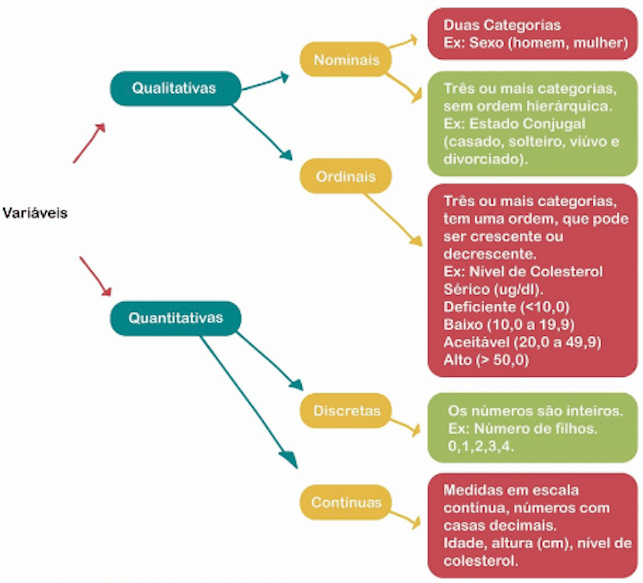 Variáveis
Qualitativas
Nominais
Duas Categorias
Ex: Sexo (homem, mulher)
Três ou mais categorias,
sem ordem hierárquica.
Ex: Estado Conjugal
(casado, solteiro, viúvo e
divorciado).
Ordinais
Três ou mais categorias,
tem uma ordem, que pode
ser crescente ou
decrescente.
Ex: Nível de Colesterol
Sérico (ug/dl).
Deficiente (<10,0)
Baixo (10,0 a 19,9)
Aceitável (20,0 a 49,9)
Alto (> 50,0)
Quantitativas
Discretas
Os números são inteiros.
Ex: Número de filhos.
0,1,2,3,4.
Contínuas
Medidas em escala
contínua, números com
casas decimais.
Idade, altura (cm), nível de
colesterol.